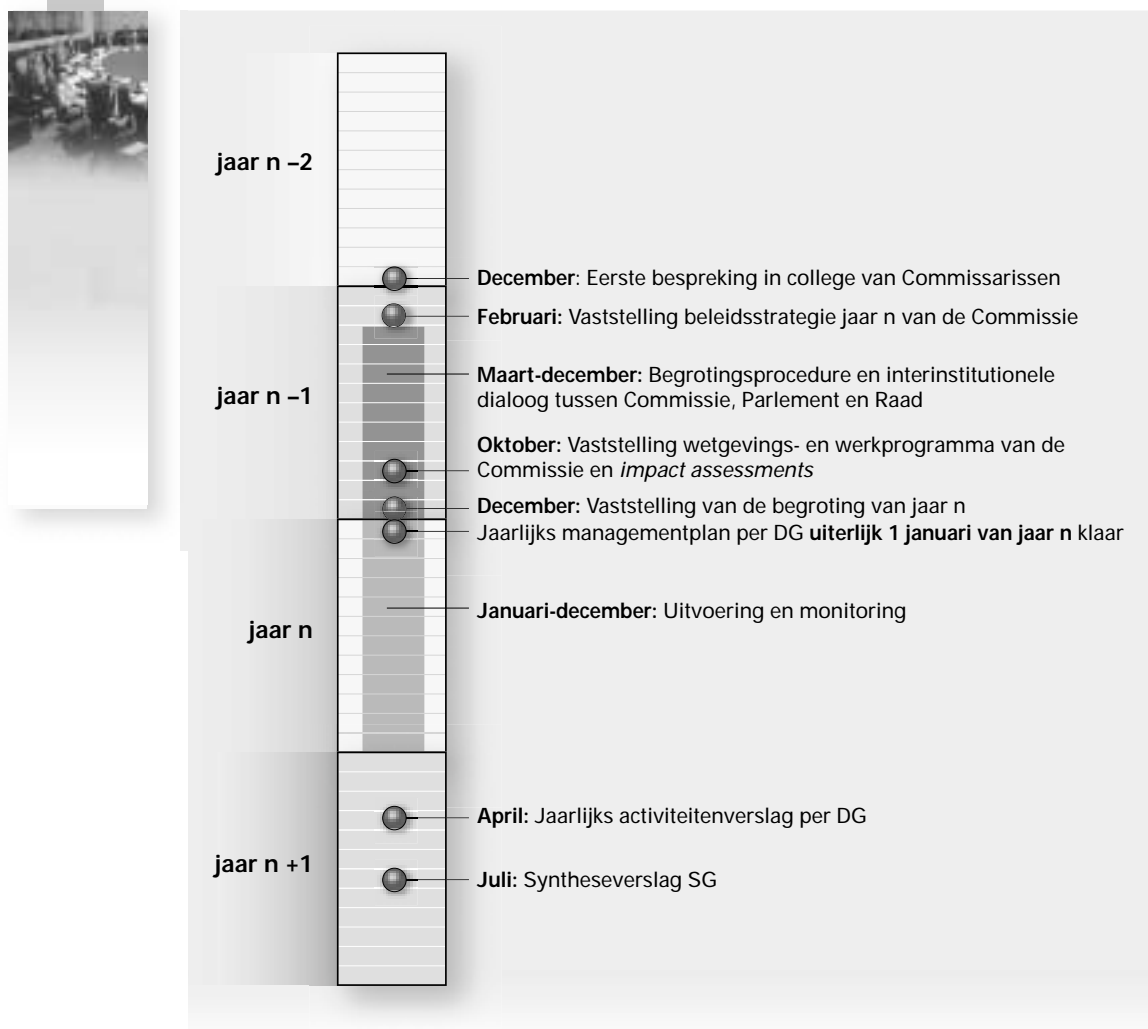 jaar n –2
December: Eerste bespreking in college van Commissarissen
jaar n –1
Februari: Vaststelling beleidsstrategie jaar n van de Commissie
Maart-december: Begrotingsprocedure en interinstitutionele
dialoog tussen Commissie, Parlement en Raad
Oktober: Vaststelling wetgevings- en werkprogramma van de
Commissie en impact assessments
December: Vaststelling van de begroting van jaar n
Jaarlijks managementplan per DG uiterlijk 1 januari van jaar n klaar
jaar n
Januari-december: Uitvoering en monitoring
jaar n +1
April: Jaarlijks activiteitenverslag per DG
Juli: Syntheseverslag SG